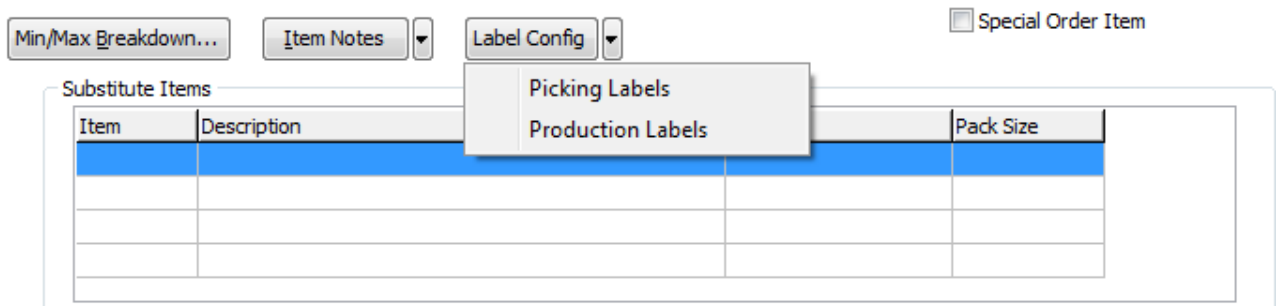 Min/Max Breakdown...
Item Notes
Label Config
Special Order Item
Picking Labels
Production Labels
Substitute Items
Item
Description
Pack Size